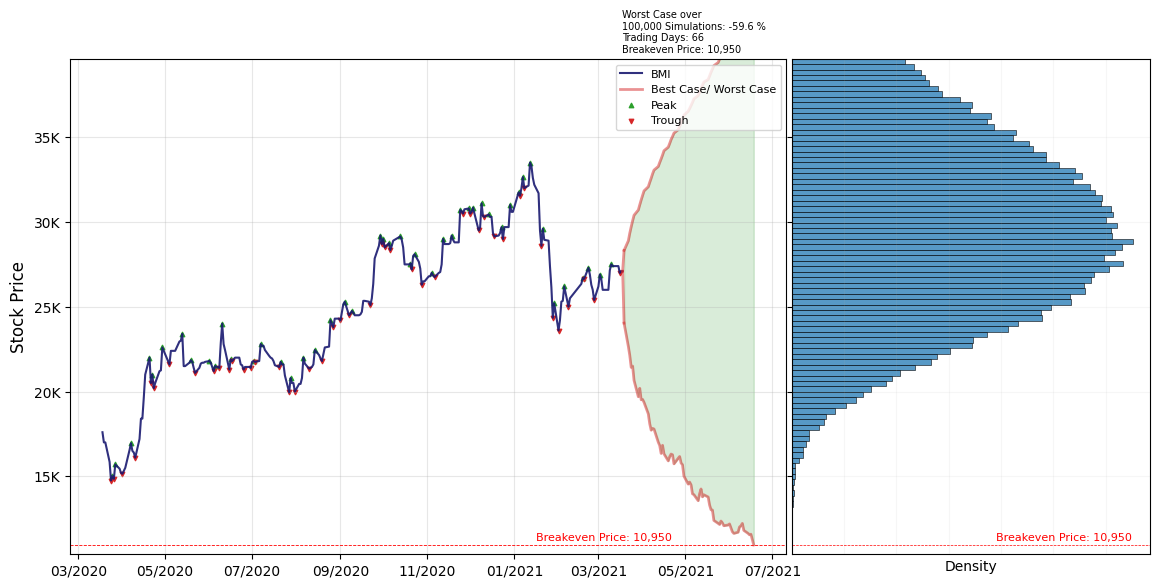 Worst Case over
100,000 Simulations: -59.6 %
Trading Days: 66
Breakeven Price: 10,950
BMI
Best Case/ Worst Case
Peak
Trough
35K
30K
25K
20K
15K
Stock Price
Breakeven Price: 10,950
Breakeven Price: 10,950
03/2020 05/2020 07/2020 09/2020 11/2020 01/2021 03/2021 05/2021 07/2021
Density